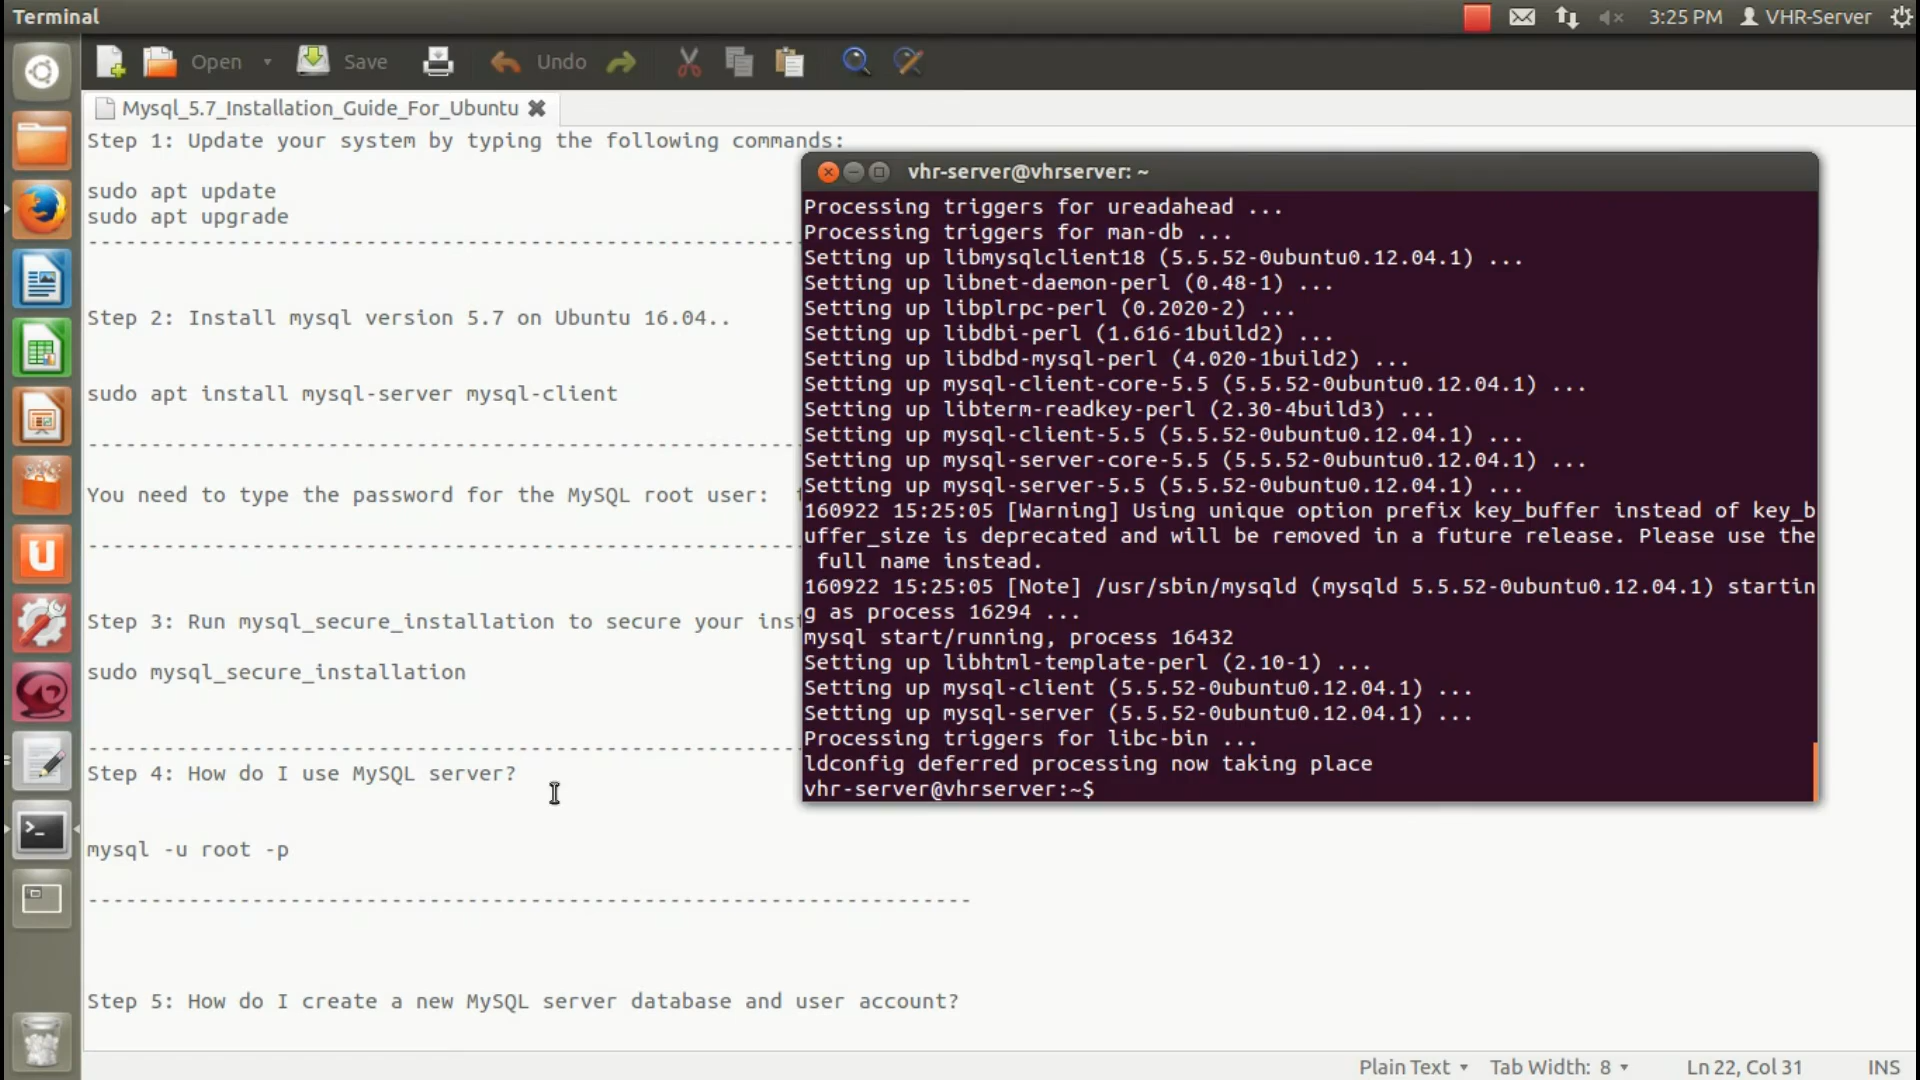 Terminal
3:25 PM VHR-Server
Open Save Undo
Mysql_5.7_Installation_Guide_For_Ubuntu
Step 1: Update your system by typing the following commands:
sudo apt update
sudo apt upgrade
--------------------------------------------------------
Step 2: Install mysql version 5.7 on Ubuntu 16.04..
sudo apt install mysql-server mysql-client
--------------------------------------------------------
You need to type the password for the MySQL root user:
--------------------------------------------------------
Step 3: Run mysql_secure_installation to secure your
sudo mysql_secure_installation
--------------------------------------------------------
Step 4: How do I use MySQL server?
mysql -u root -p
----------------------------------------------------------------------
Step 5: How do I create a new MySQL server database and user account?
vhr-server@vhrserver: ~
Processing triggers for ureadahead ...
Processing triggers for man-db ...
Setting up libmysqlclient18 (5.5.52-0ubuntu0.12.04.1) ...
Setting up libnet-daemon-perl (0.48-1) ...
Setting up libplrpc-perl (0.2020-2) ...
Setting up libdbi-perl (1.616-1build2) ...
Setting up libdbd-mysql-perl (4.020-1build2) ...
Setting up mysql-client-core-5.5 (5.5.52-0ubuntu0.12.04.1) ...
Setting up libterm-readkey-perl (2.30-4build3) ...
Setting up mysql-client-5.5 (5.5.52-0ubuntu0.12.04.1) ...
Setting up mysql-server-core-5.5 (5.5.52-0ubuntu0.12.04.1) ...
Setting up mysql-server-5.5 (5.5.52-0ubuntu0.12.04.1) ...
160922 15:25:05 [Warning] Using unique option prefix key_buffer instead of key_b
uffer_size is deprecated and will be removed in a future release. Please use the
full name instead.
160922 15:25:05 [Note] /usr/sbin/mysqld (mysqld 5.5.52-0ubuntu0.12.04.1) startin
g as process 16294 ...
mysql start/running, process 16432
Setting up libhtml-template-perl (2.10-1) ...
Setting up mysql-client (5.5.52-0ubuntu0.12.04.1) ...
Setting up mysql-server (5.5.52-0ubuntu0.12.04.1) ...
Processing triggers for libc-bin ...
ldconfig deferred processing now taking place
vhr-server@vhrserver:~$
Plain Text Tab Width: 8 Ln 22, Col 31 INS